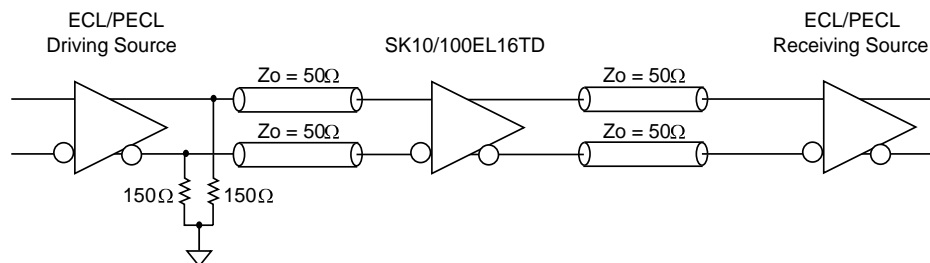 ECL/PECL
Driving Source
SK10/100EL16TD
ECL/PECL
Receiving Source
Zo = 50Ω
Zo = 50Ω
Zo = 50Ω
Zo = 50Ω
150Ω
150Ω